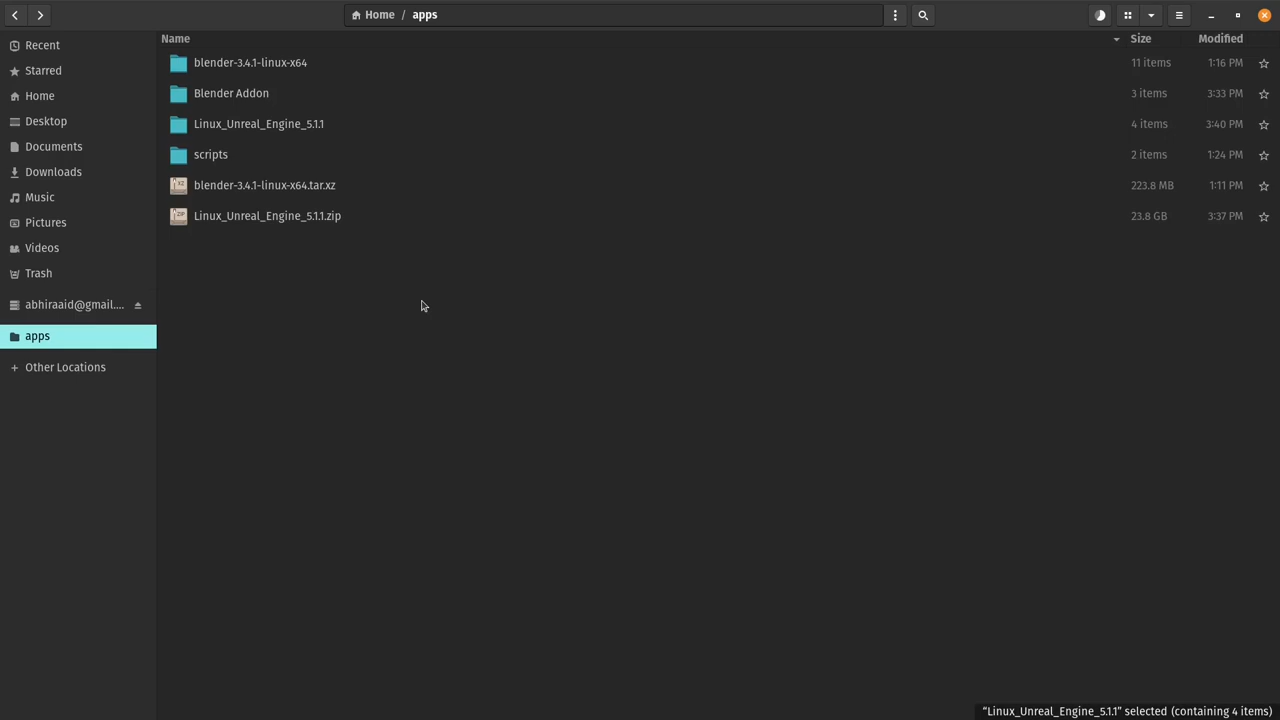 Home / apps
Recent
Starred
Home
Desktop
Documents
Downloads
Music
Pictures
Videos
Trash
abhiraaid@gmail....
apps
Other Locations
Name Size Modified
blender-3.4.1-linux-x64 11 items 1:16 PM
Blender Addon 3 items 3:33 PM
Linux_Unreal_Engine_5.1.1 4 items 3:40 PM
scripts 2 items 1:24 PM
blender-3.4.1-linux-x64.tar.xz 223.8 MB 1:11 PM
Linux_Unreal_Engine_5.1.1.zip 23.8 GB 3:37 PM
“Linux_Unreal_Engine_5.1.1” selected (containing 4 items)